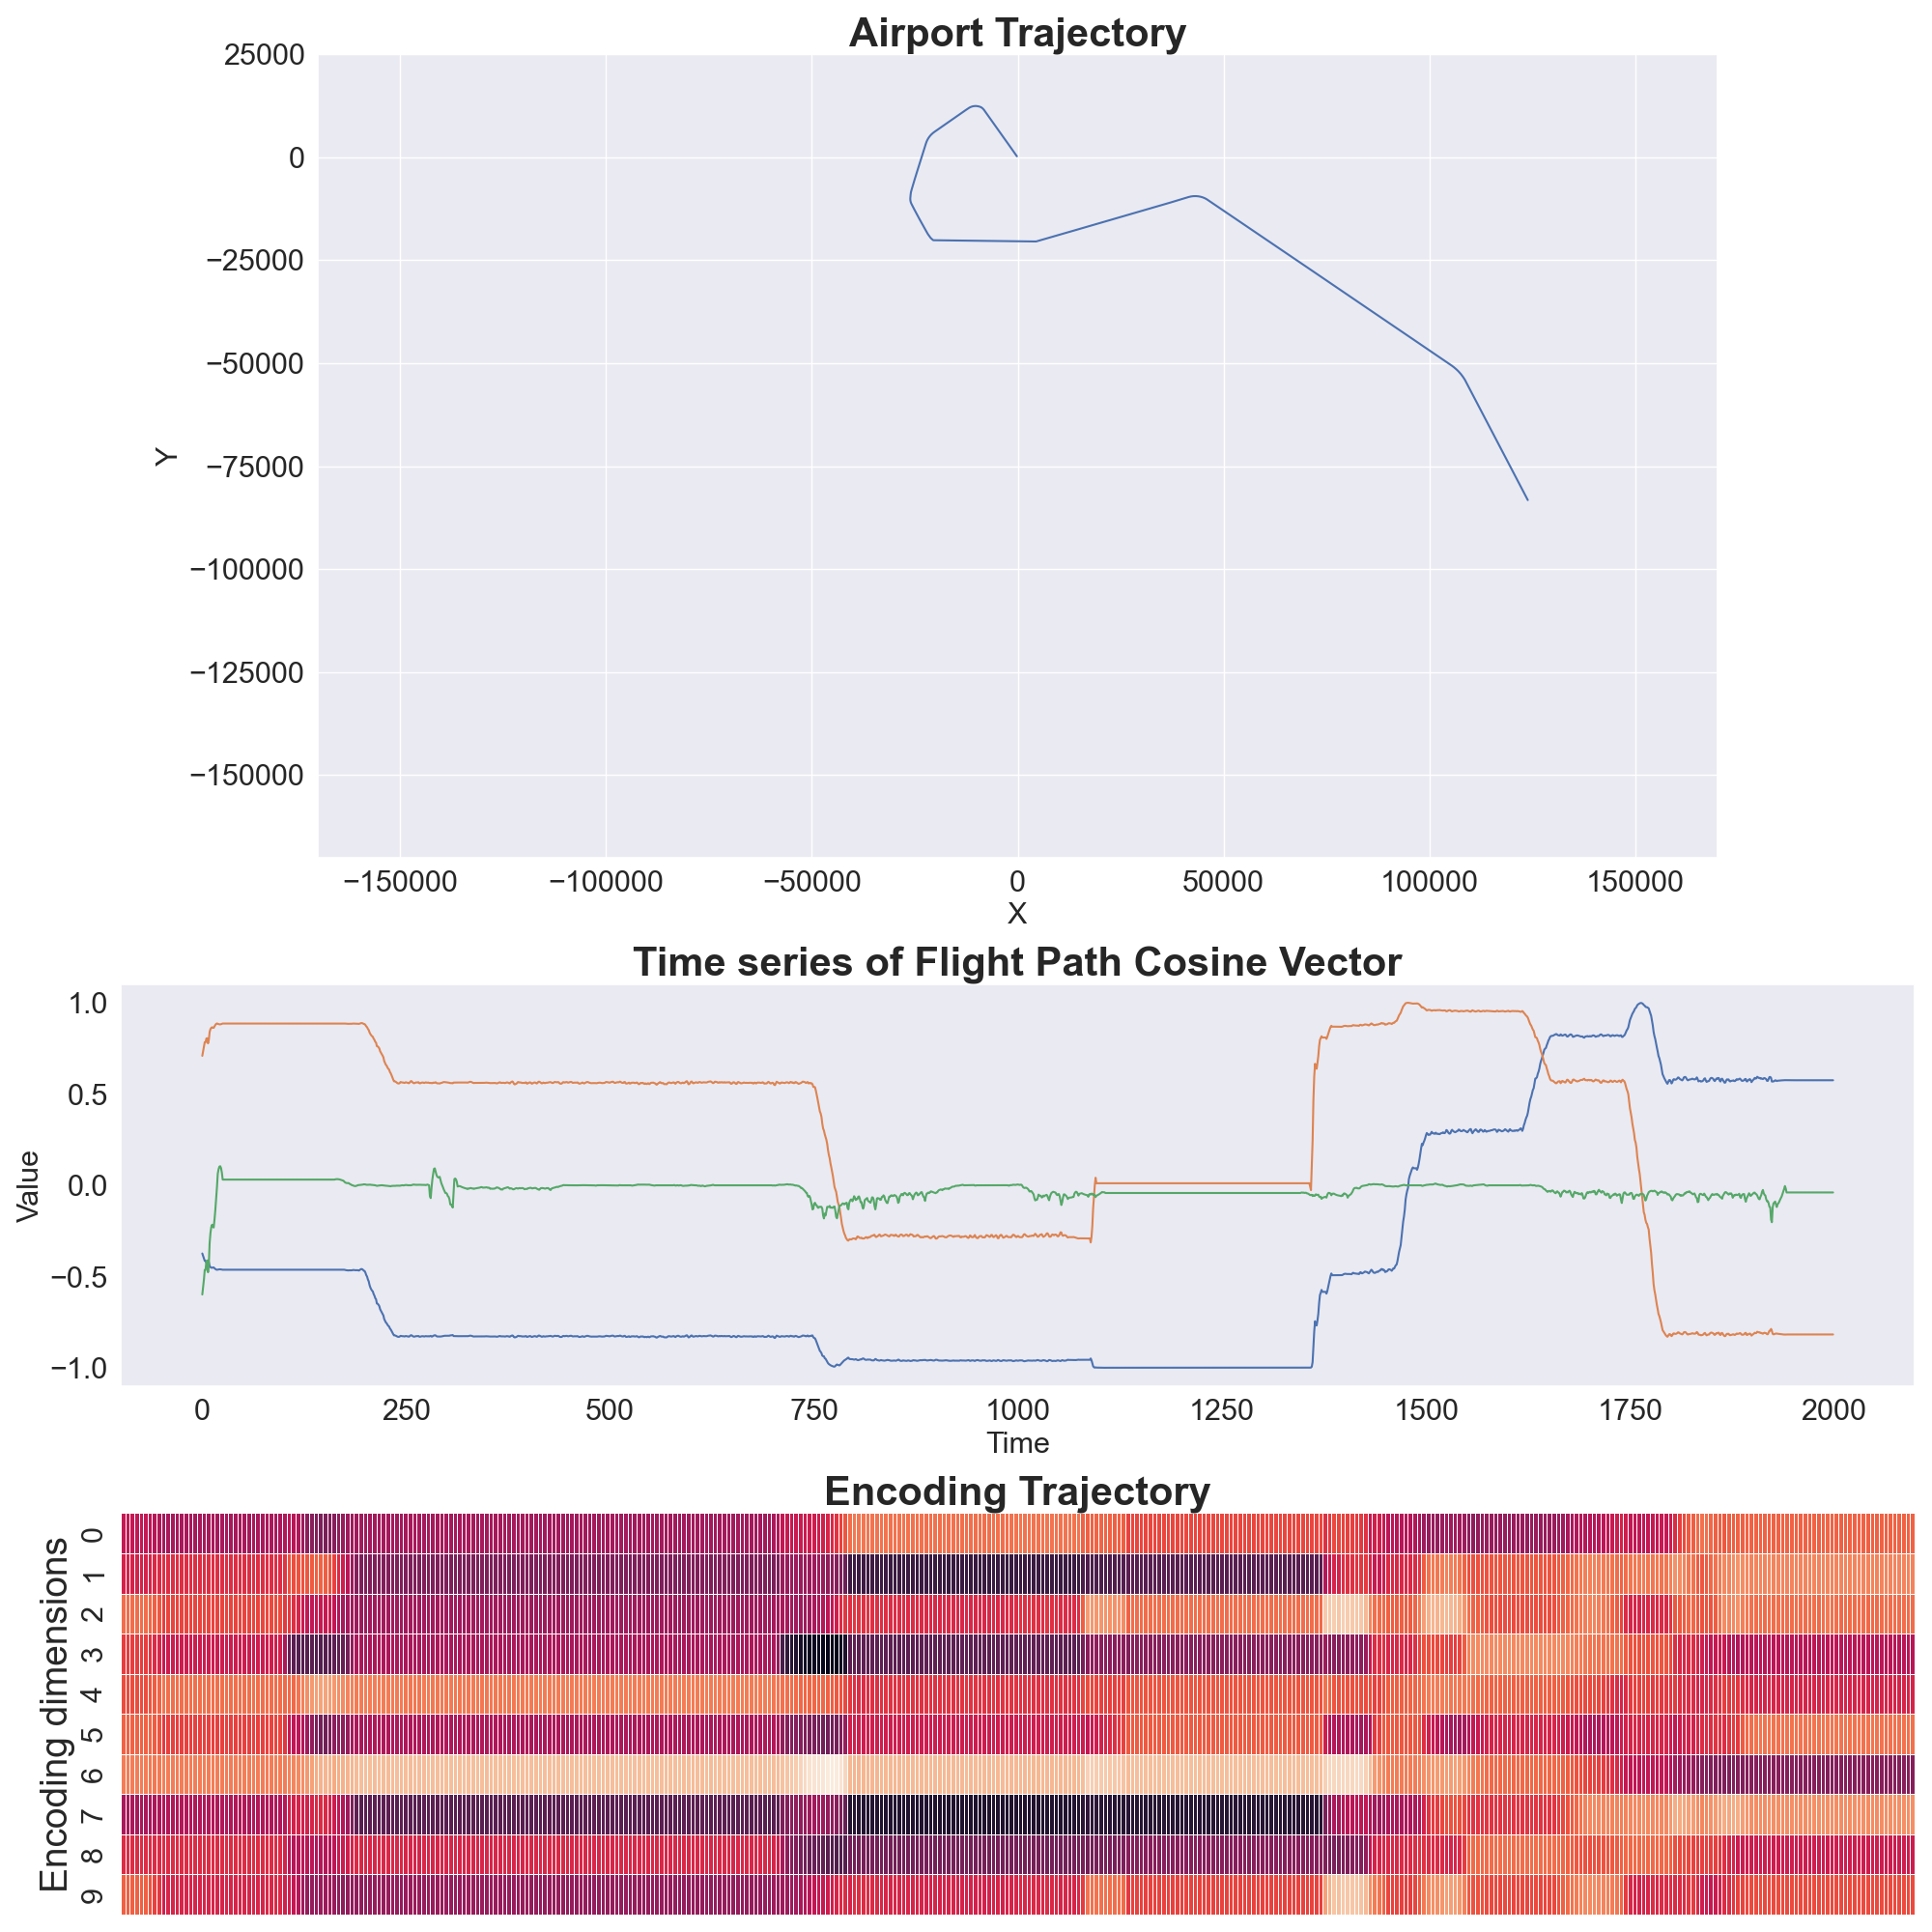 Airport Trajectory
25000
0
−25000
−50000
−75000
−100000
−125000
−150000
Y
−150000 −100000 −50000 0 50000 100000 150000
X
Time series of Flight Path Cosine Vector
1.0
0.5
0.0
−0.5
−1.0
Value
0 250 500 750 1000 1250 1500 1750 2000
Time
Encoding Trajectory
Encoding dimensions
0
1
2
3
4
5
6
7
8
9